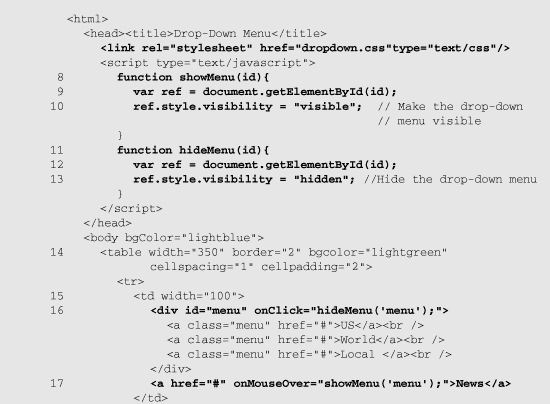 <html>
<head><title>Drop-Down Menu</title>
<link rel="stylesheet" href="dropdown.css"type="text/css"/>
<script type="text/javascript">
8 function showMenu(id){
9 var ref = document.getElementById(id);
10 ref.style.visibility = "visible"; // Make the drop-down
// menu visible
}
11 function hideMenu(id){
12 var ref = document.getElementById(id);
13 ref.style.visibility = "hidden"; //Hide the drop-down menu
}
</script>
</head>
<body bgColor="lightblue">
14 <table width="350" border="2" bgcolor="lightgreen"
cellspacing="1" cellpadding="2">
<tr>
15 <td width="100">
16 <div id="menu" onClick="hideMenu('menu');">
<a class="menu" href="#">US</a><br />
<a class="menu" href="#">World</a><br />
<a class="menu" href="#">Local </a><br />
</div>
17 <a href="#" onMouseOver="showMenu('menu');">News</a>
</td>